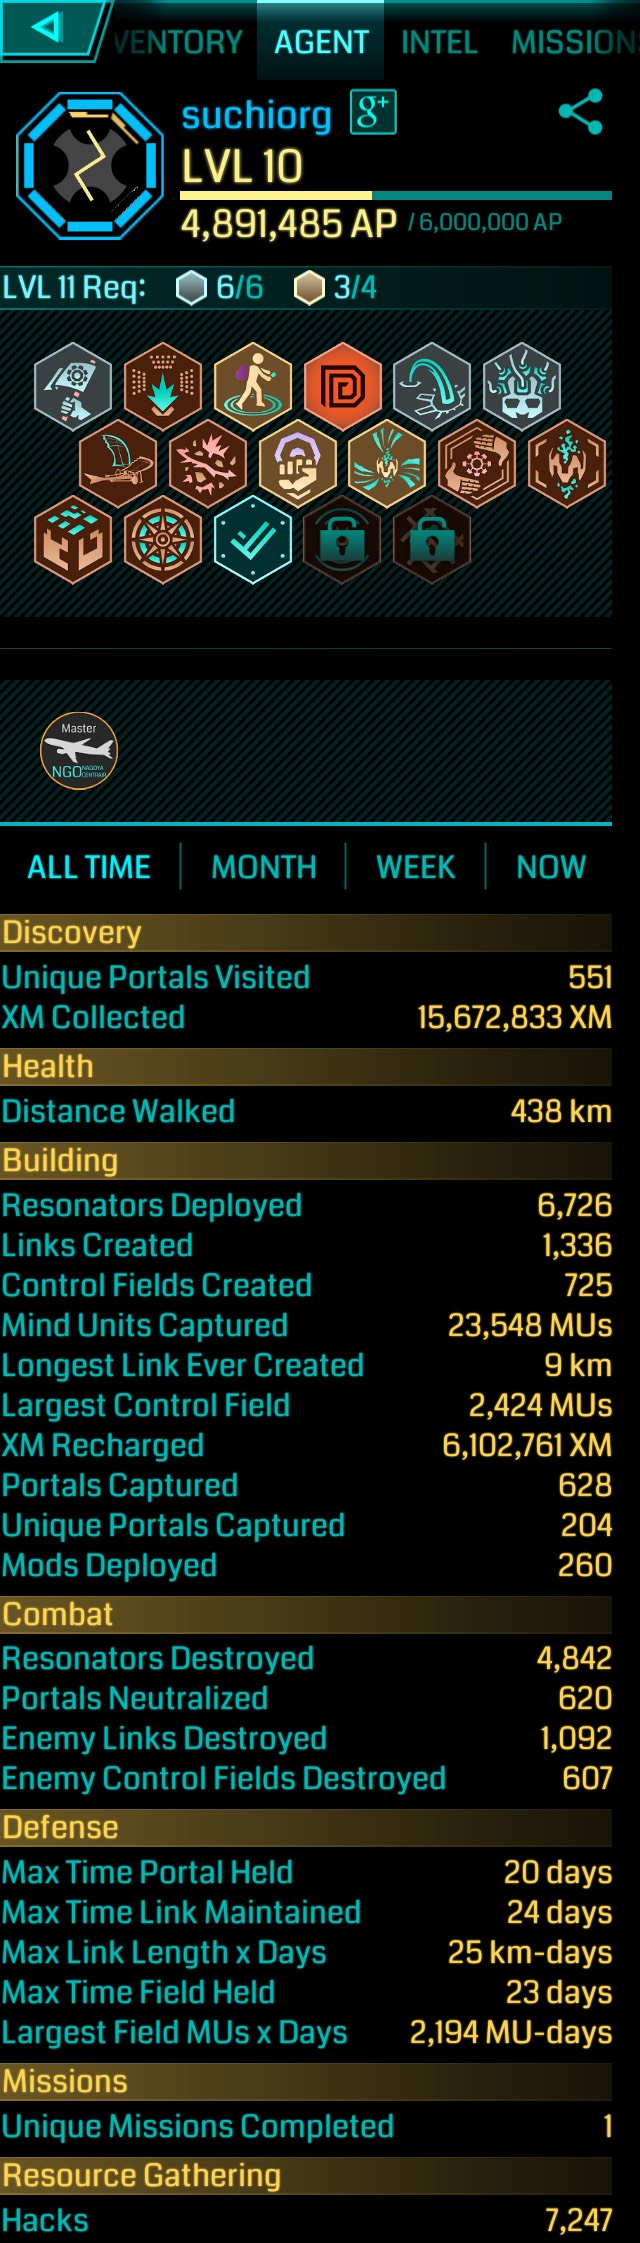 VENTORY AGENT INTEL MISSION
suchiorg g+
LVL 10
4,891,485 AP / 6,000,000 AP
LVL 11 Req: 6/6 3/4
Master
NGO NAGOYA CENTRAIR
ALL TIME MONTH WEEK NOW
Discovery
Unique Portals Visited 551
XM Collected 15,672,833 XM
Health
Distance Walked 438 km
Building
Resonators Deployed 6,726
Links Created 1,336
Control Fields Created 725
Mind Units Captured 23,548 MUs
Longest Link Ever Created 9 km
Largest Control Field 2,424 MUs
XM Recharged 6,102,761 XM
Portals Captured 628
Unique Portals Captured 204
Mods Deployed 260
Combat
Resonators Destroyed 4,842
Portals Neutralized 620
Enemy Links Destroyed 1,092
Enemy Control Fields Destroyed 607
Defense
Max Time Portal Held 20 days
Max Time Link Maintained 24 days
Max Link Length x Days 25 km-days
Max Time Field Held 23 days
Largest Field MUs x Days 2,194 MU-days
Missions
Unique Missions Completed 1
Resource Gathering
Hacks 7,247